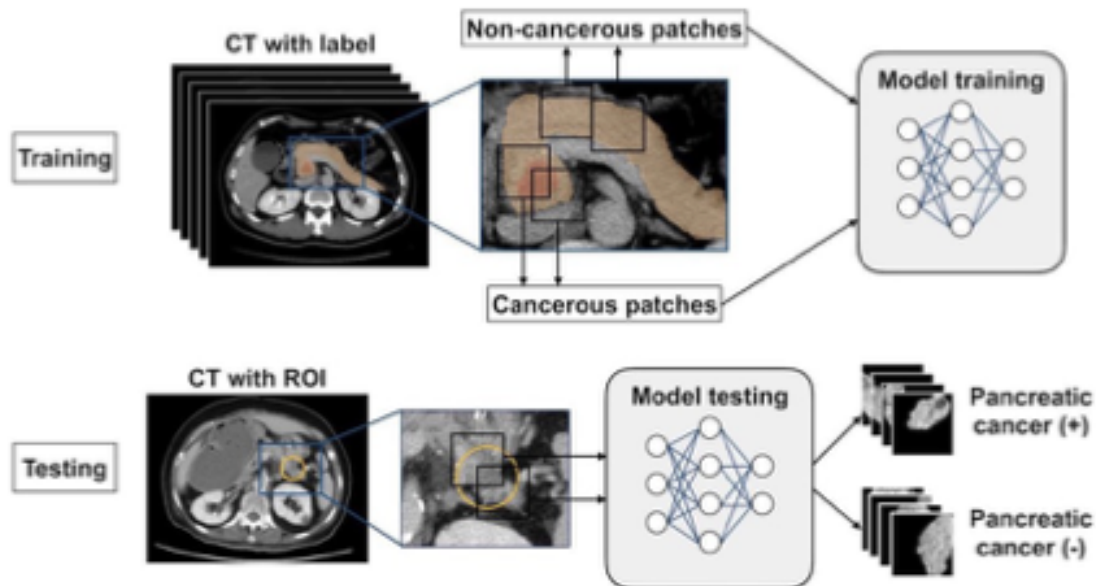 Non-cancerous patches
CT with label
Model training
Training
Cancerous patches
CT with ROI
Model testing
Pancreatic
cancer (+)
Testing
Pancreatic
cancer (-)